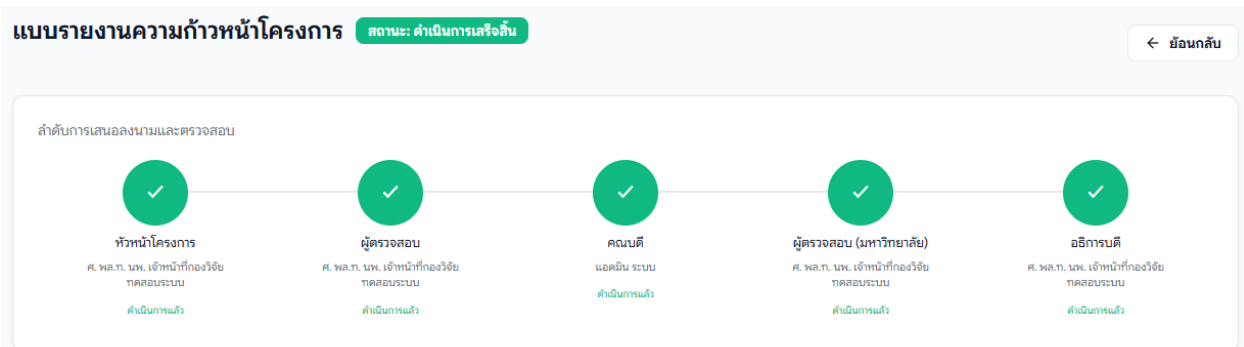 แบบรายงานความก้าวหน้าโครงการ สถานะ: ดำเนินการเสร็จสิ้น
← ย้อนกลับ
ลำดับการเสนอลงนามและตรวจสอบ
หัวหน้าโครงการ
ศ. พล.ท. นพ. เจ้าหน้าที่กองวิจัย
ทดสอบระบบ
ดำเนินการแล้ว
ผู้ตรวจสอบ
ศ. พล.ท. นพ. เจ้าหน้าที่กองวิจัย
ทดสอบระบบ
ดำเนินการแล้ว
คณบดี
แอดมิน ระบบ
ดำเนินการแล้ว
ผู้ตรวจสอบ (มหาวิทยาลัย)
ศ. พล.ท. นพ. เจ้าหน้าที่กองวิจัย
ทดสอบระบบ
ดำเนินการแล้ว
อธิการบดี
ศ. พล.ท. นพ. เจ้าหน้าที่กองวิจัย
ทดสอบระบบ
ดำเนินการแล้ว